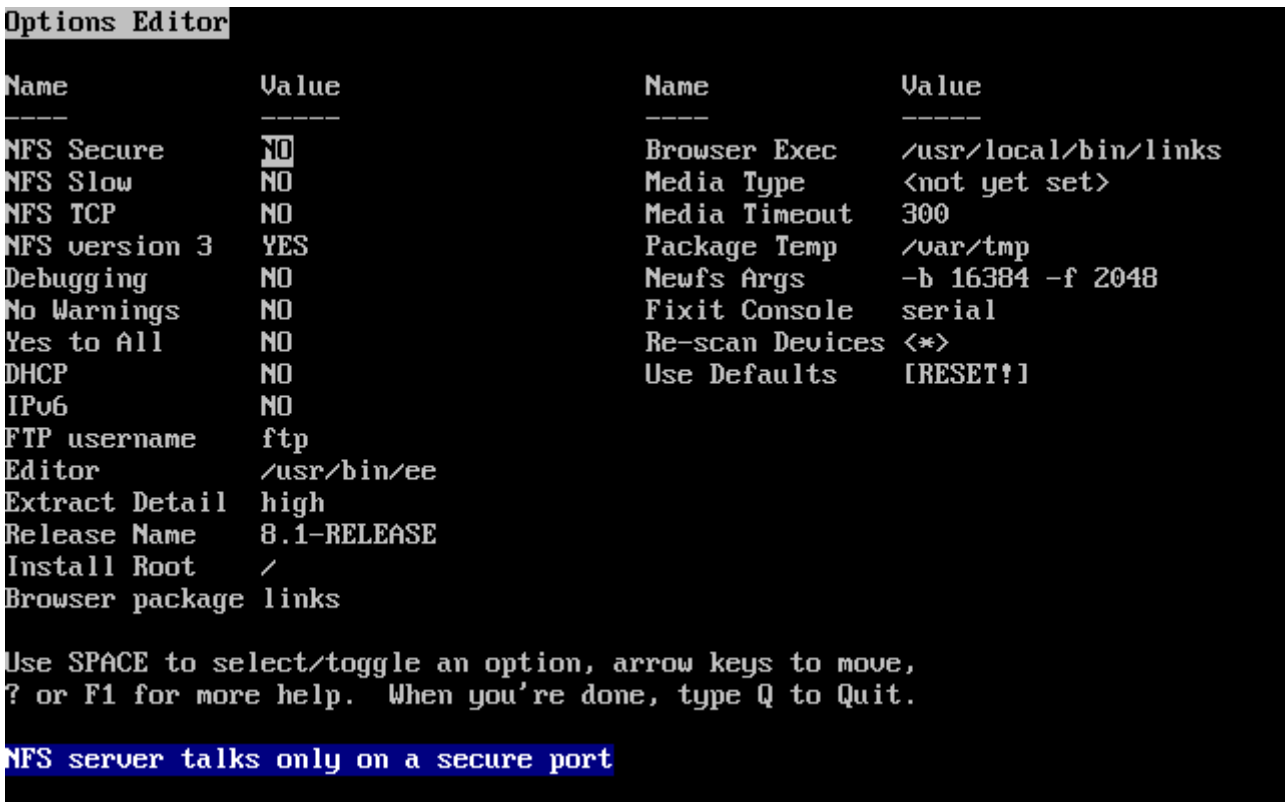 Options Editor
Name Value Name Value
---- ----- ---- -----
NFS Secure NO Browser Exec /usr/local/bin/links
NFS Slow NO Media Type <not yet set>
NFS TCP NO Media Timeout 300
NFS version 3 YES Package Temp /var/tmp
Debugging NO Newfs Args -b 16384 -f 2048
No Warnings NO Fixit Console serial
Yes to All NO Re-scan Devices <*>
DHCP NO Use Defaults [RESET!]
IPv6 NO
FTP username ftp
Editor /usr/bin/ee
Extract Detail high
Release Name 8.1-RELEASE
Install Root /
Browser package links
Use SPACE to select/toggle an option, arrow keys to move,
? or F1 for more help. When you're done, type Q to Quit.
NFS server talks only on a secure port